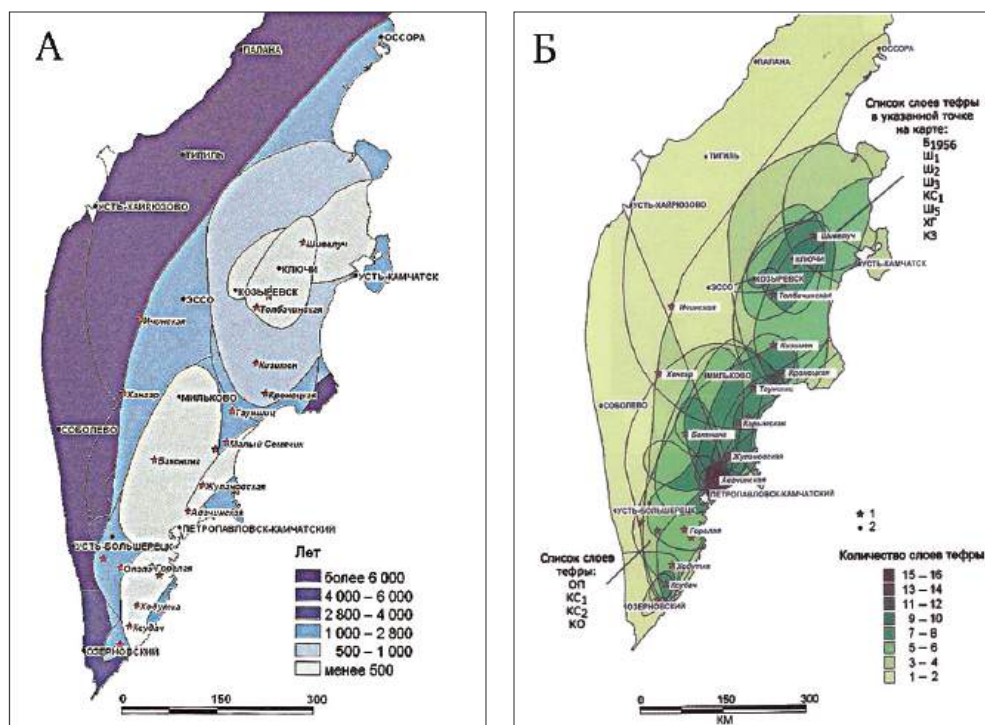 А
ОССОРА
ПАЛАНА
ТИГИЛЬ
УСТЬ-ХАЙРЮЗОВО
Шивелуч
КЛЮЧИ
УСТЬ-КАМЧАТСК
КОЗЫРЕВСК
ЭССО
Толбачинская
Ичинская
Кизимен
Хангар
МИЛЬКОВО
Кроноцкая
Тауншиц
СОБОЛЕВО
Малый Семячик
Бакенинг
Жупановская
Авачинская
ПЕТРОПАВЛОВСК-КАМЧАТСКИЙ
УСТЬ-БОЛЬШЕРЕЦК
Опала
Горелая
Ходутка
Ксудач
ОЗЕРНОВСКИЙ
Лет
более 6 000
4 000 – 6 000
2 800 – 4 000
1 000 – 2 800
500 – 1 000
менее 500
0 150 300
Б
ОССОРА
ПАЛАНА
Список слоев тефры
в указанной точке
на карте:
Б1956
Ш1
Ш2
Ш3
КС1
Ш5
ХГ
КЗ
ТИГИЛЬ
УСТЬ-ХАЙРЮЗОВО
Шивелуч
КЛЮЧИ
УСТЬ-КАМЧАТСК
КОЗЫРЕВСК
ЭССО
Толбачинская
Ичинская
Кизимен
Хангар
МИЛЬКОВО
Кроноцкая
Тауншиц
СОБОЛЕВО
Карымская
Бакенинг
Жупановская
ПЕТРОПАВЛОВСК-КАМЧАТСКИЙ
УСТЬ-БОЛЬШЕРЕЦК
Горелая
Ходутка
Ксудач
ОЗЕРНОВСКИЙ
1
2
Список слоев
тефры:
ОП
КС1
КС2
КО
Количество слоев тефры
15 – 16
13 – 14
11 – 12
9 – 10
7 – 8
5 – 6
3 – 4
1 – 2
0 150 300
КМ